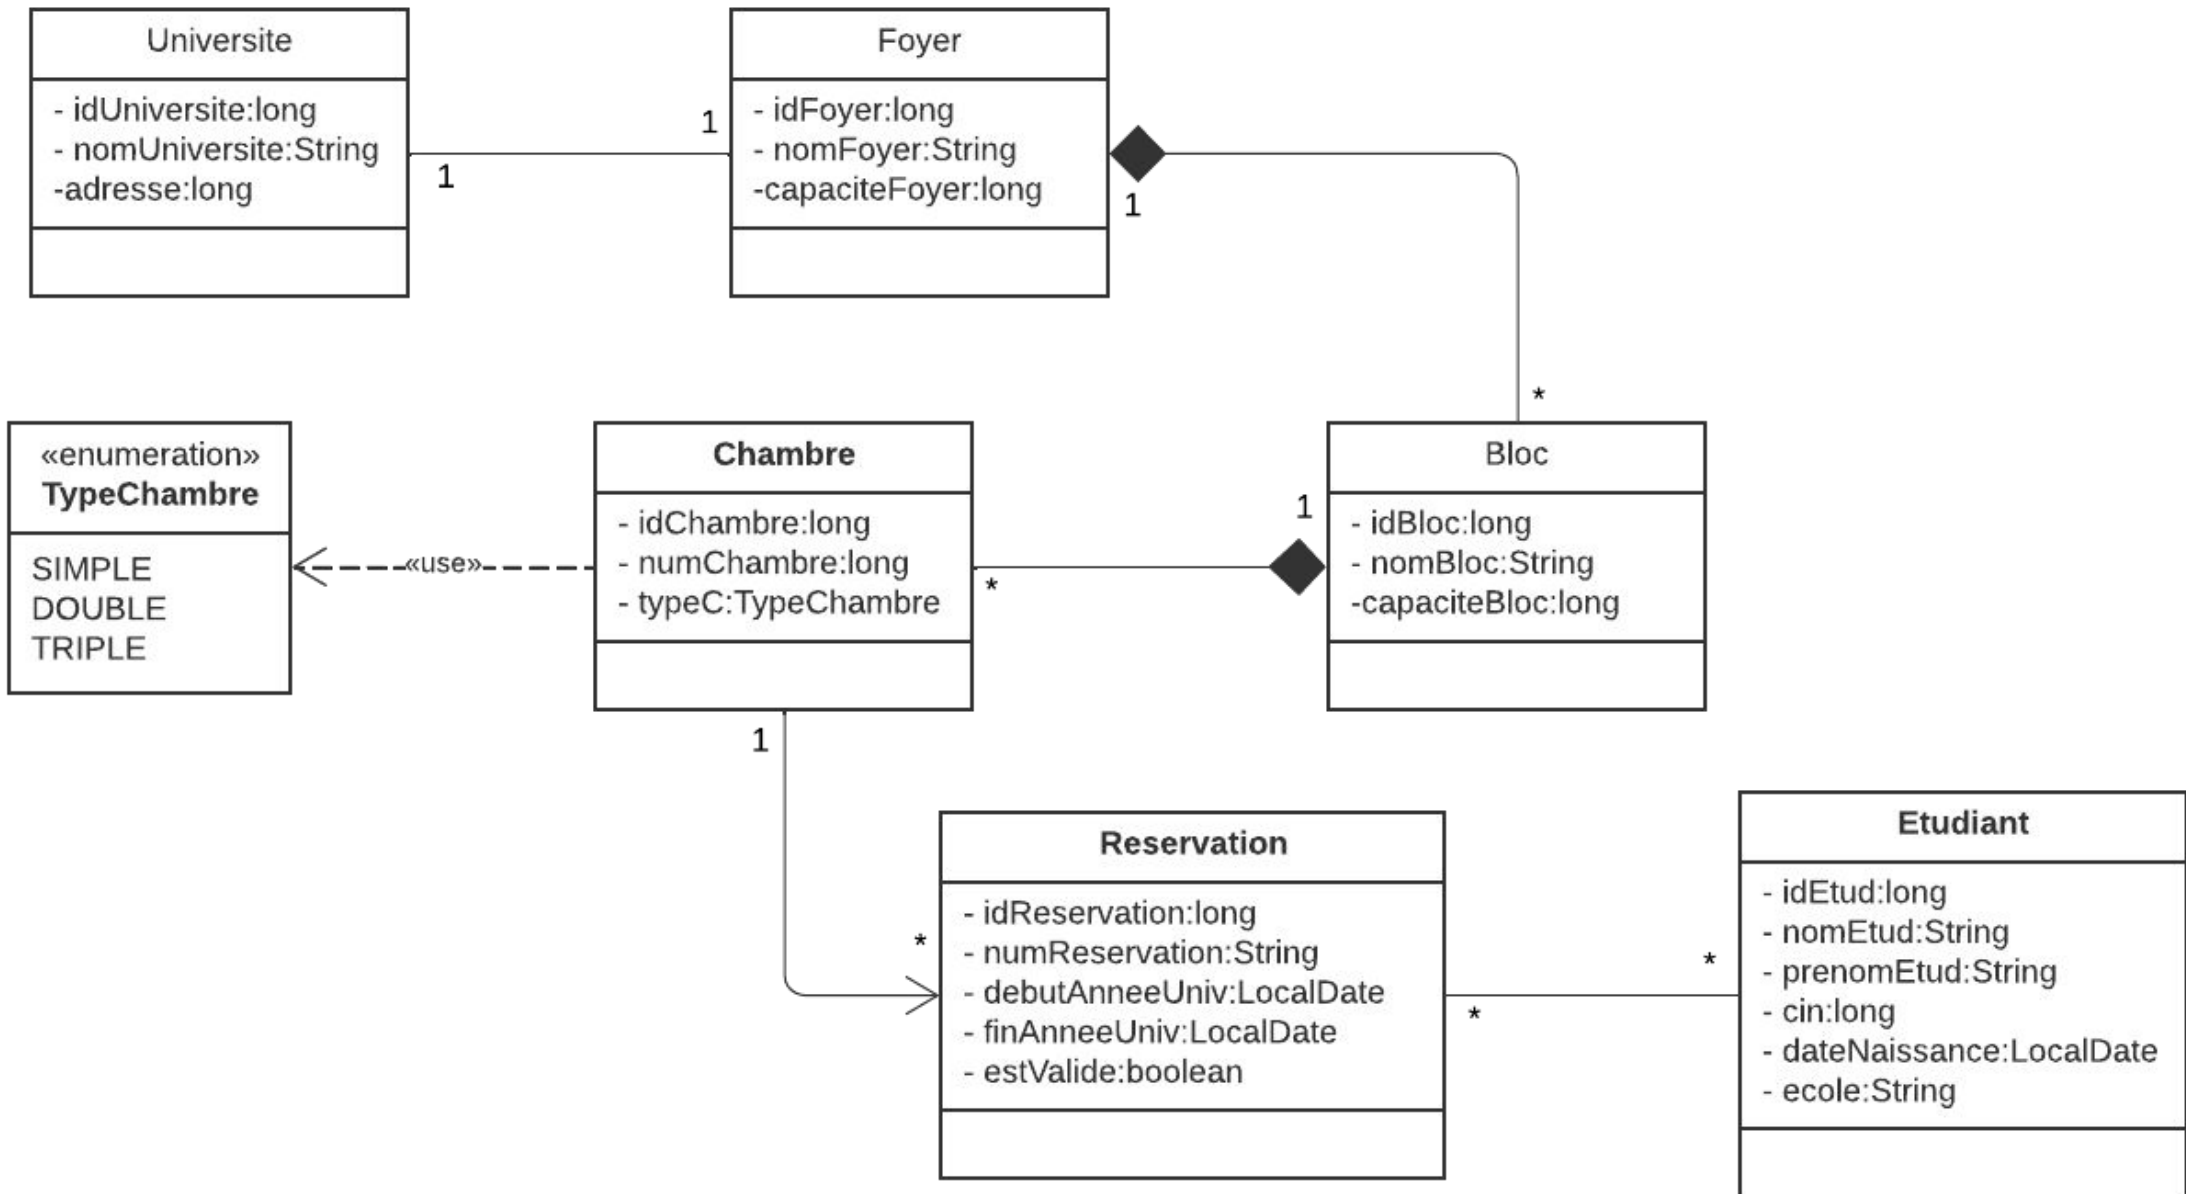 Universite
- idUniversite:long
- nomUniversite:String
-adresse:long
1
1
Foyer
- idFoyer:long
- nomFoyer:String
-capaciteFoyer:long
1
*
«enumeration»
TypeChambre
SIMPLE
DOUBLE
TRIPLE
«use»
Chambre
- idChambre:long
- numChambre:long
- typeC:TypeChambre
*
1
Bloc
- idBloc:long
- nomBloc:String
-capaciteBloc:long
1
*
Reservation
- idReservation:long
- numReservation:String
- debutAnneeUniv:LocalDate
- finAnneeUniv:LocalDate
- estValide:boolean
*
*
Etudiant
- idEtud:long
- nomEtud:String
- prenomEtud:String
- cin:long
- dateNaissance:LocalDate
- ecole:String